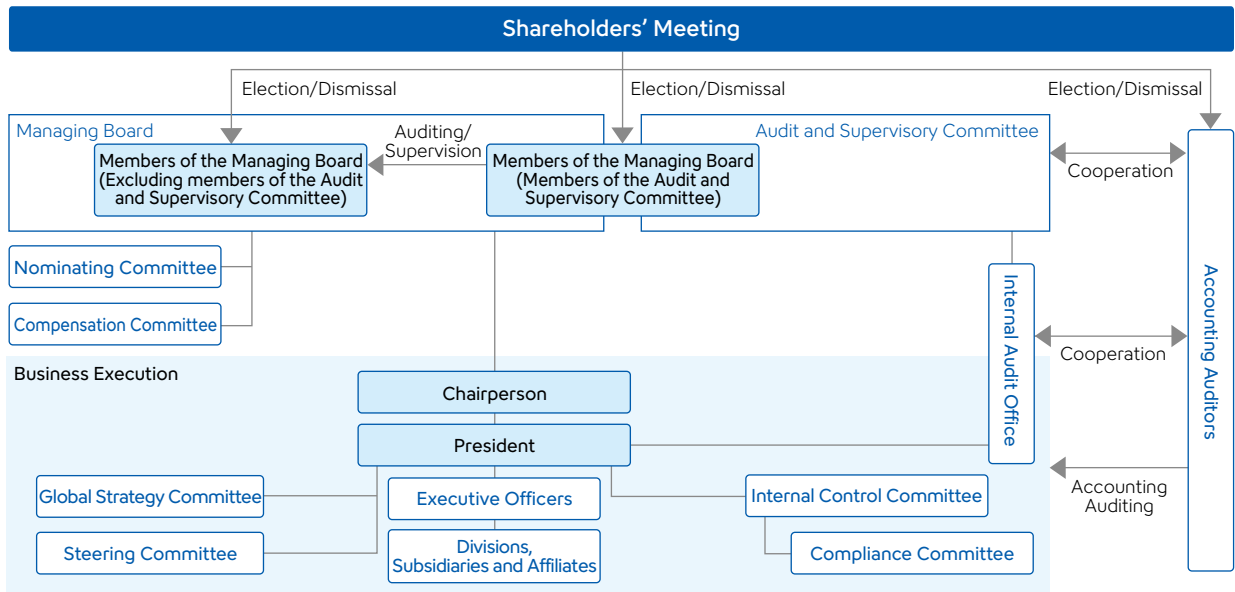 Shareholders’ Meeting
Election/Dismissal
Election/Dismissal
Election/Dismissal
Managing Board
Auditing/
Supervision
Audit and Supervisory Committee
Members of the Managing Board
(Excluding members of the Audit
and Supervisory Committee)
Members of the Managing Board
(Members of the Audit and
Supervisory Committee)
Cooperation
Nominating Committee
Compensation Committee
Internal Audit Office
Accounting Auditors
Cooperation
Business Execution
Chairperson
President
Global Strategy Committee
Executive Officers
Internal Control Committee
Accounting
Auditing
Steering Committee
Divisions,
Subsidiaries and Affiliates
Compliance Committee